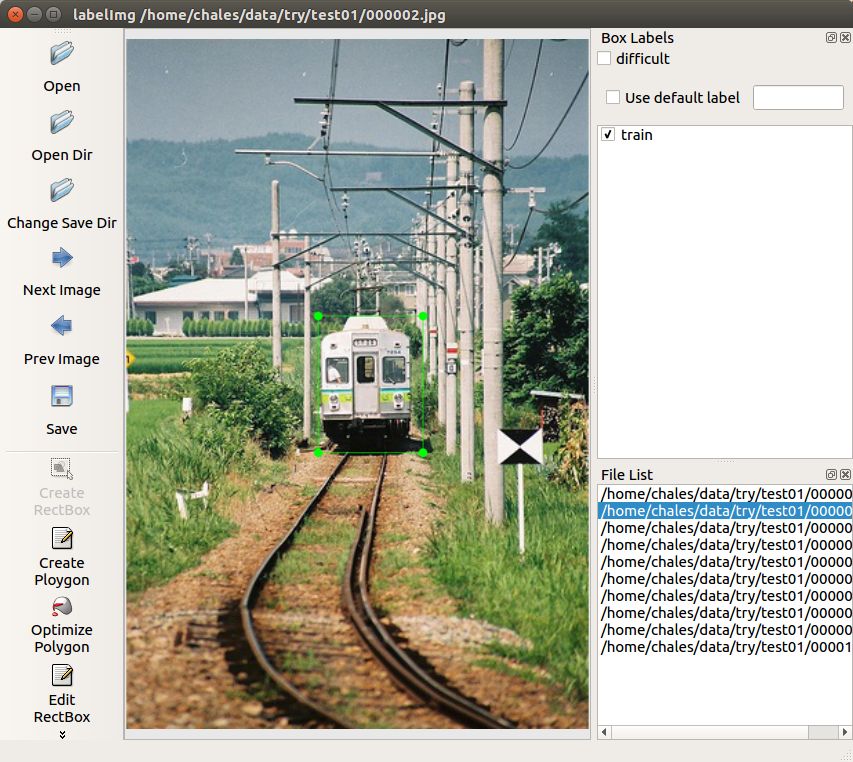 labelImg /home/chales/data/try/test01/000002.jpg
Open
Open Dir
Change Save Dir
Next Image
Prev Image
Save
Create
RectBox
Create
Ploygon
Optimize
Polygon
Edit
RectBox
Box Labels
difficult
Use default label
train
File List
/home/chales/data/try/test01/00000
/home/chales/data/try/test01/00000
/home/chales/data/try/test01/00000
/home/chales/data/try/test01/00000
/home/chales/data/try/test01/00000
/home/chales/data/try/test01/00000
/home/chales/data/try/test01/00000
/home/chales/data/try/test01/00000
/home/chales/data/try/test01/00000
/home/chales/data/try/test01/00001